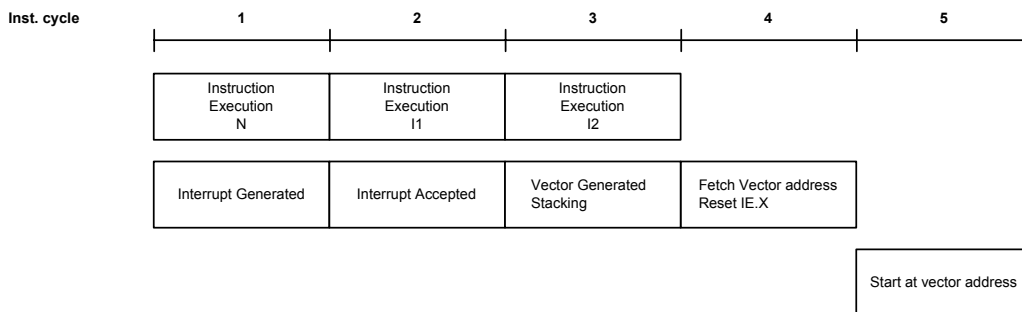 Inst. cycle 1 2 3 4 5
Instruction
Execution
N
Instruction
Execution
I1
Instruction
Execution
I2
Interrupt Generated
Interrupt Accepted
Vector Generated
Stacking
Fetch Vector address
Reset IE.X
Start at vector address